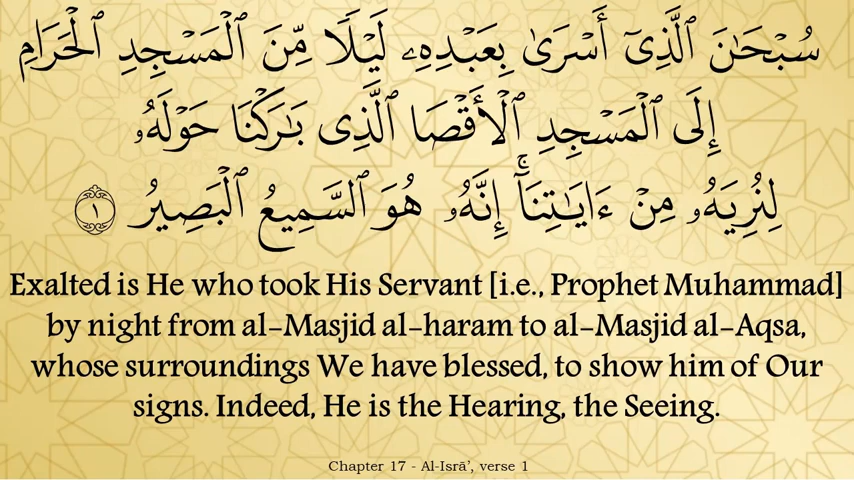 سُبْحَـٰنَ ٱلَّذِىٓ أَسْرَىٰ بِعَبْدِهِۦ لَيْلًا مِّنَ ٱلْمَسْجِدِ ٱلْحَرَامِ
إِلَى ٱلْمَسْجِدِ ٱلْأَقْصَا ٱلَّذِى بَـٰرَكْنَا حَوْلَهُۥ
لِنُرِيَهُۥ مِنْ ءَايَـٰتِنَآ ۚ إِنَّهُۥ هُوَ ٱلسَّمِيعُ ٱلْبَصِيرُ ١
Exalted is He who took His Servant [i.e., Prophet Muhammad]
by night from al-Masjid al-haram to al-Masjid al-Aqsa,
whose surroundings We have blessed, to show him of Our
signs. Indeed, He is the Hearing, the Seeing.
Chapter 17 - Al-Isrā’, verse 1